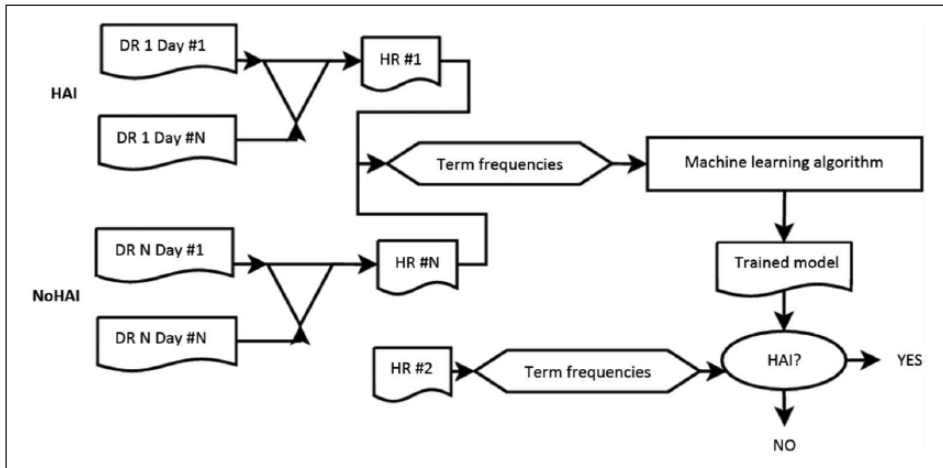 DR 1 Day #1
HR #1
HAI
DR 1 Day #N
Term frequencies
Machine learning algorithm
DR N Day #1
HR #N
Trained model
NoHAI
DR N Day #N
HR #2
Term frequencies
HAI?
YES
NO